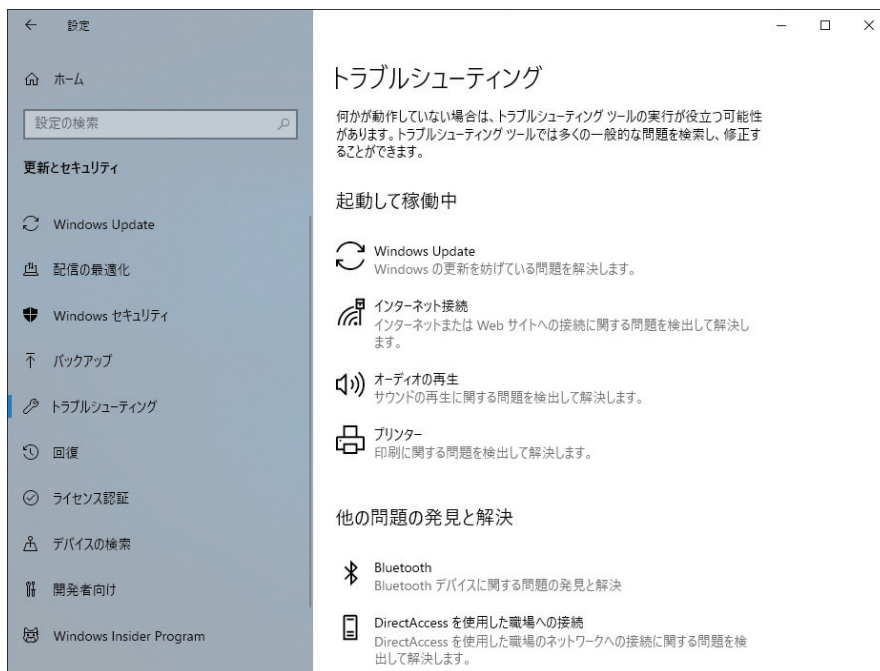 設定
ホーム
設定の検索
更新とセキュリティ
Windows Update
配信の最適化
Windows セキュリティ
バックアップ
トラブルシューティング
回復
ライセンス認証
デバイスの検索
開発者向け
Windows Insider Program
トラブルシューティング
何かが動作していない場合は、トラブルシューティング ツールの実行が役立つ可能性
があります。トラブルシューティング ツールでは多くの一般的な問題を検索し、修正す
ることができます。
起動して稼働中
Windows Update
Windows の更新を妨げている問題を解決します。
インターネット接続
インターネットまたは Web サイトへの接続に関する問題を検出して解決し
ます。
オーディオの再生
サウンドの再生に関する問題を検出して解決します。
プリンター
印刷に関する問題を検出して解決します。
他の問題の発見と解決
Bluetooth
Bluetooth デバイスに関する問題の発見と解決
DirectAccess を使用した職場への接続
DirectAccess を使用した職場のネットワークへの接続に関する問題を検
出して解決します。